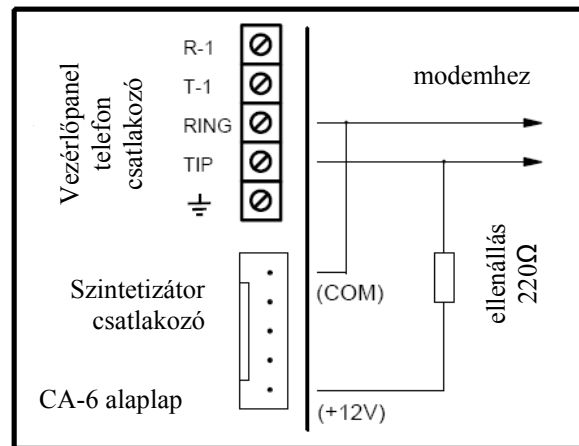 Vezérlőpanel
telefon
csatlakozó
R-1
T-1
RING
TIP
modemhez
Szintetizátor
csatlakozó
(COM)
ellenállás
220Ω
CA-6 alaplap
(+12V)